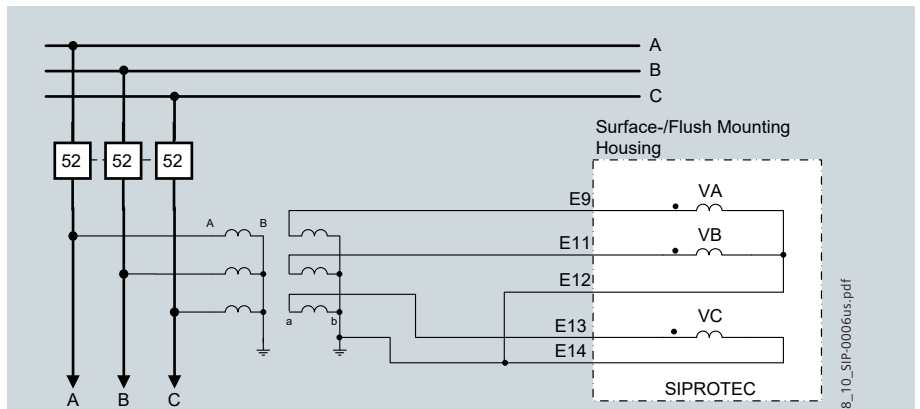 A
B
C
Surface-/Flush Mounting
Housing
52
52
52
VA
E9
A
B
VB
E11
E12
VC
E13
a
b
E14
SIPROTEC
A
B
C
8_10_SIP-0006us.pdf